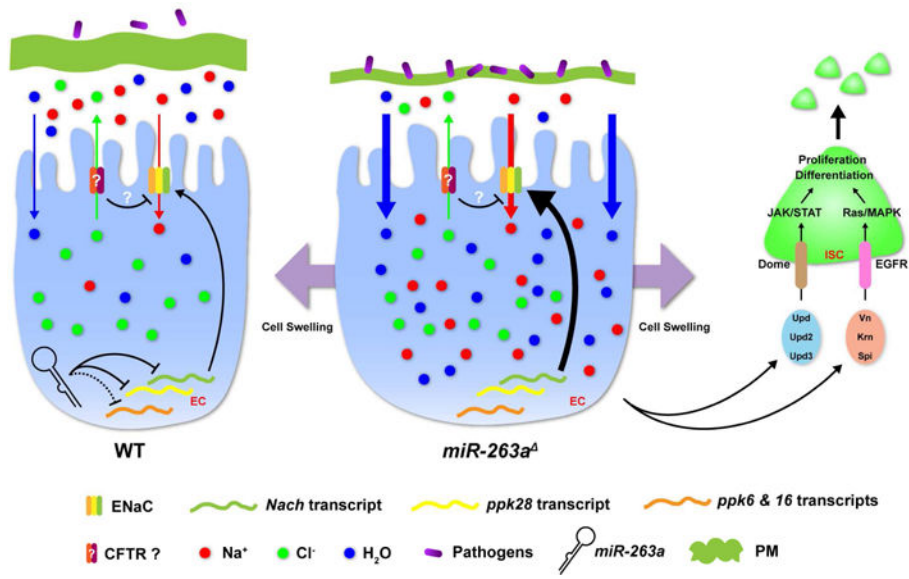 ?
?
?
?
Cell Swelling
Cell Swelling
EC
EC
WT
miR-263aΔ
Proliferation
Differentiation
JAK/STAT
Ras/MAPK
ISC
Dome
EGFR
Upd
Upd2
Upd3
Vn
Krn
Spi
ENaC
Nach transcript
ppk28 transcript
ppk6 & 16 transcripts
?
CFTR ?
Na⁺
Cl⁻
H₂O
Pathogens
miR-263a
PM